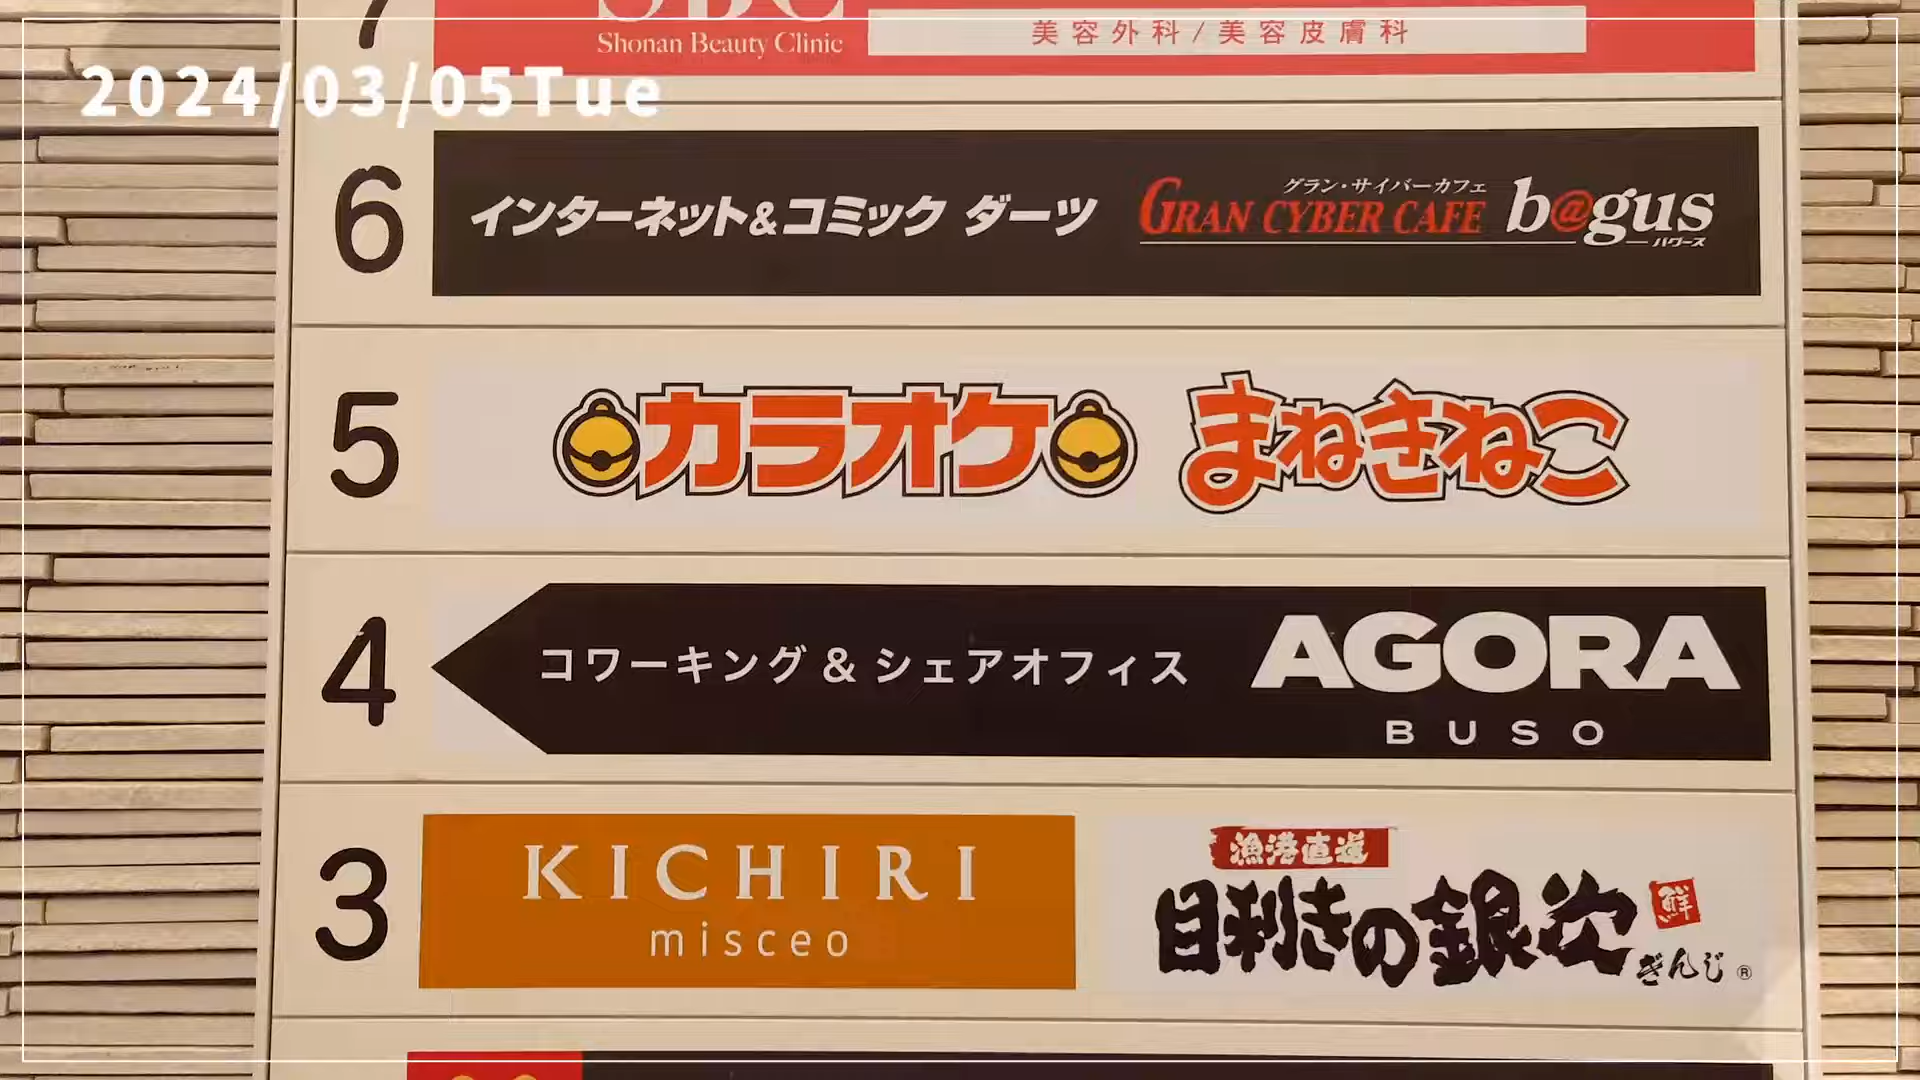 7
SBC
Shonan Beauty Clinic
美容外科/美容皮膚科
2024/03/05Tue
6
インターネット&コミック ダーツ
グラン・サイバーカフェ
GRAN CYBER CAFE b@gus
バグース
5
カラオケ まねきねこ
4
コワーキング & シェアオフィス
AGORA
BUSO
3
KICHIRI
misceo
漁港直送
目利きの銀次
鮮
ぎんじ®